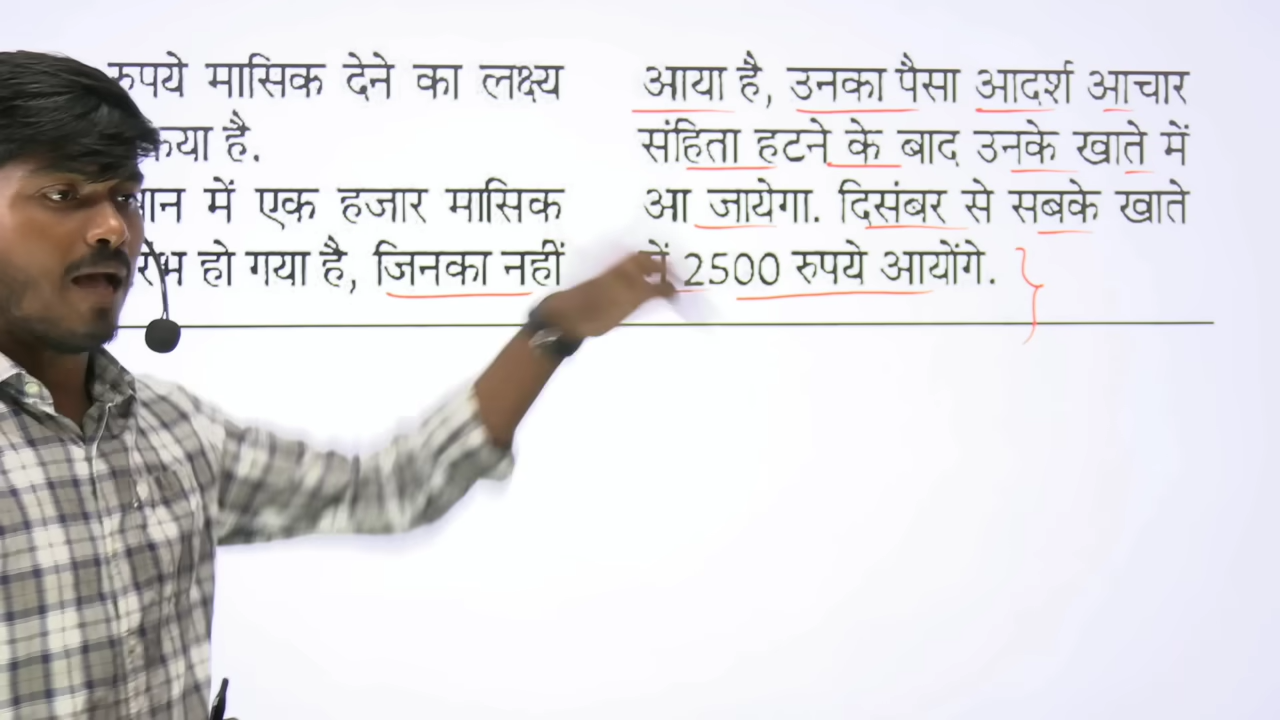 रुपये मासिक देने का लक्ष्य
है.
में एक हजार मासिक
हो गया है, जिनका नहीं
आया है, उनका पैसा आदर्श आचार
संहिता हटने के बाद उनके खाते में
आ जायेगा. दिसंबर से सबके खाते
में 2500 रुपये आयोंगे.